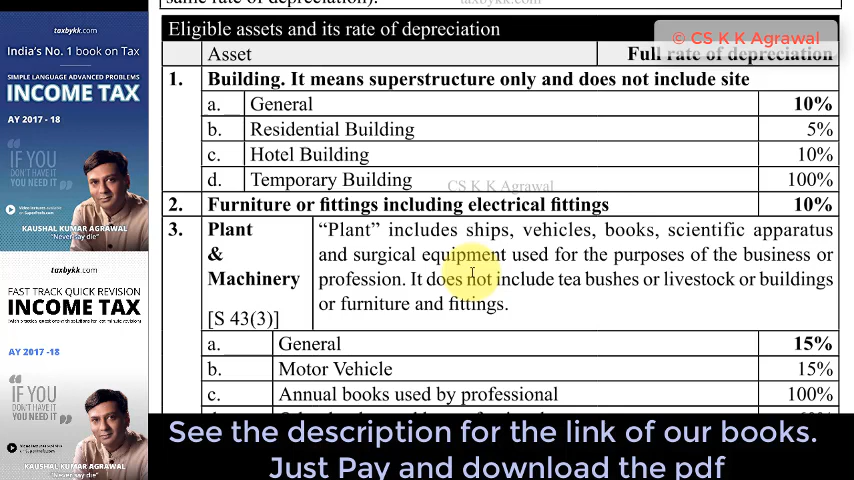 taxbykk.com
India's No. 1 book on Tax
SIMPLE LANGUAGE ADVANCED PROBLEMS
INCOME TAX
AY 2017 - 18
IF YOU
DON'T HAVE IT
YOU NEED IT
KAUSHAL KUMAR AGRAWAL
"Never say die"
taxbykk.com
FAST TRACK QUICK REVISION
INCOME TAX
AY 2017 -18
IF YOU
DON'T HAVE IT
YOU NEED IT
KAUSHAL KUMAR AGRAWAL
"Never say die"
same rate of depreciation).
taxbykk.com
Eligible assets and its rate of depreciation
© CS K K Agrawal
Asset Full rate of depreciation
1. Building. It means superstructure only and does not include site
a. General 10%
b. Residential Building 5%
c. Hotel Building 10%
d. Temporary Building 100%
CS K K Agrawal
2. Furniture or fittings including electrical fittings 10%
3. Plant & Machinery [S 43(3)]
"Plant" includes ships, vehicles, books, scientific apparatus
and surgical equipment used for the purposes of the business or
profession. It does not include tea bushes or livestock or buildings
or furniture and fittings.
a. General 15%
b. Motor Vehicle 15%
c. Annual books used by professional 100%
See the description for the link of our books.
Just Pay and download the pdf